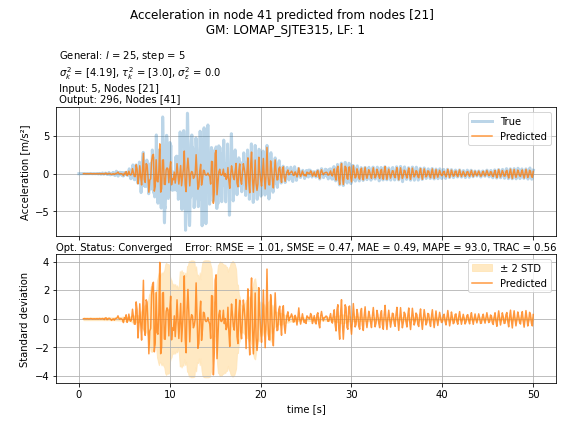 Acceleration in node 41 predicted from nodes [21]
GM: LOMAP_SJTE315, LF: 1
General: l = 25, step = 5
σ²ₖ = [4.19], τ²ₖ = [3.0], σ²ε = 0.0
Input: 5, Nodes [21]
Output: 296, Nodes [41]
Acceleration [m/s²]
5
0
−5
True
Predicted
Opt. Status: Converged Error: RMSE = 1.01, SMSE = 0.47, MAE = 0.49, MAPE = 93.0, TRAC = 0.56
Standard deviation
4
2
0
−2
−4
± 2 STD
Predicted
0 10 20 30 40 50
time [s]